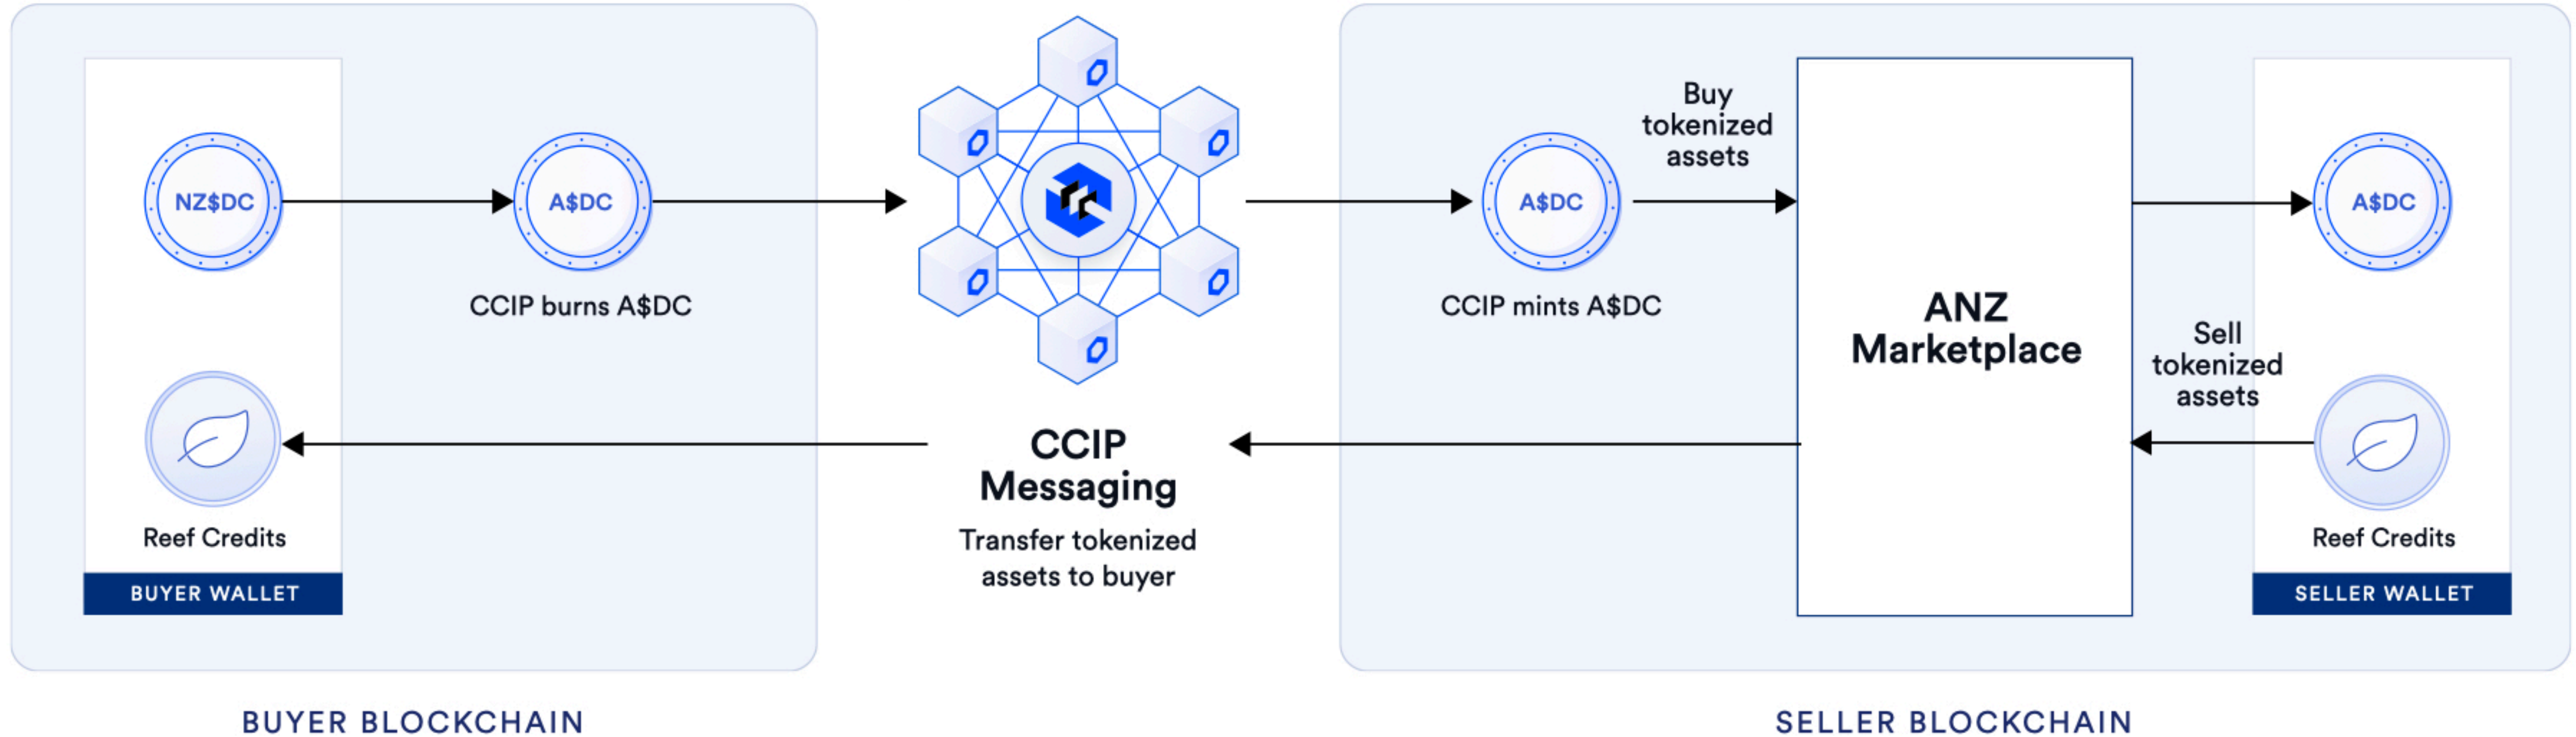 NZ$DC
A$DC
CCIP burns A$DC
Reef Credits
BUYER WALLET
BUYER BLOCKCHAIN
CCIP
Messaging
Transfer tokenized
assets to buyer
A$DC
CCIP mints A$DC
Buy
tokenized
assets
ANZ
Marketplace
A$DC
Sell
tokenized
assets
Reef Credits
SELLER WALLET
SELLER BLOCKCHAIN